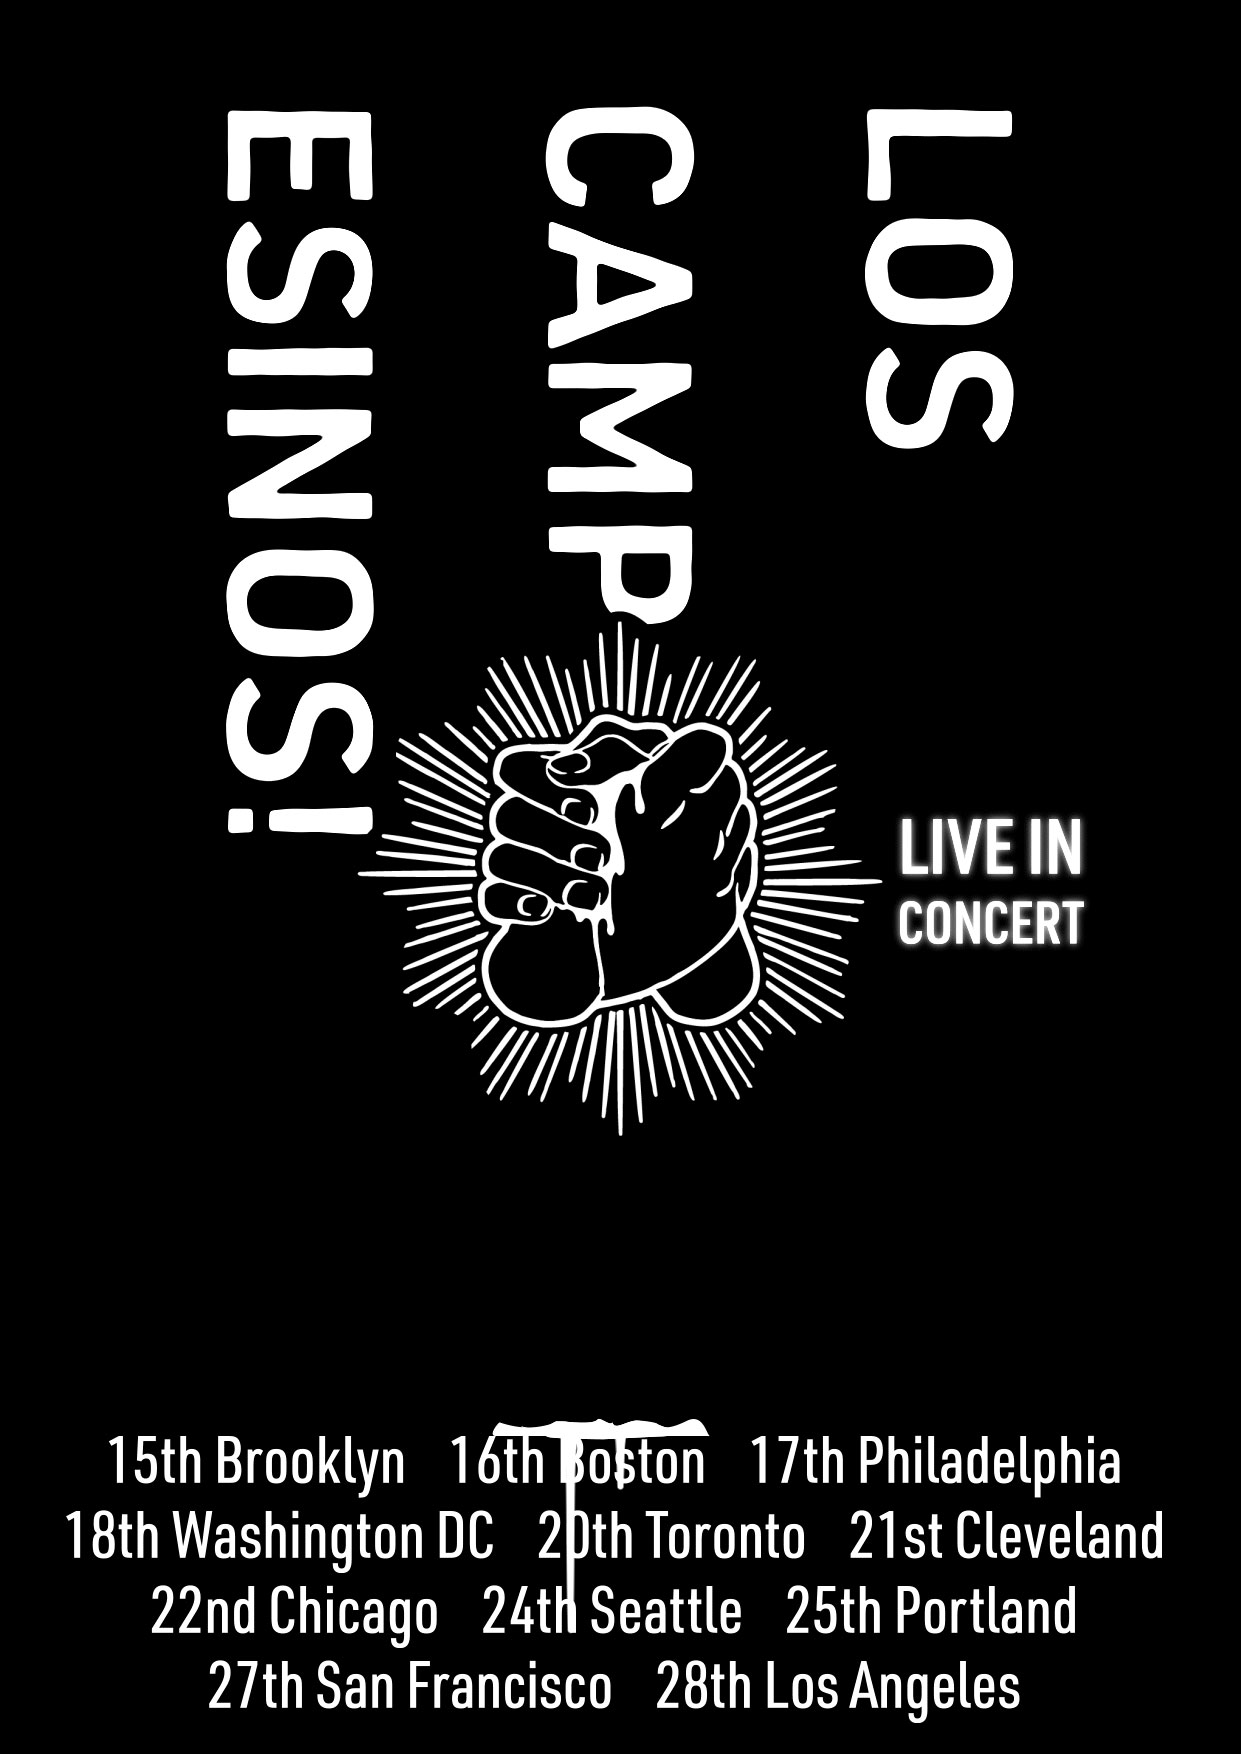 LOS
CAMP
ESINOS!
LIVE IN
CONCERT
15th Brooklyn 16th Boston 17th Philadelphia
18th Washington DC 20th Toronto 21st Cleveland
22nd Chicago 24th Seattle 25th Portland
27th San Francisco 28th Los Angeles